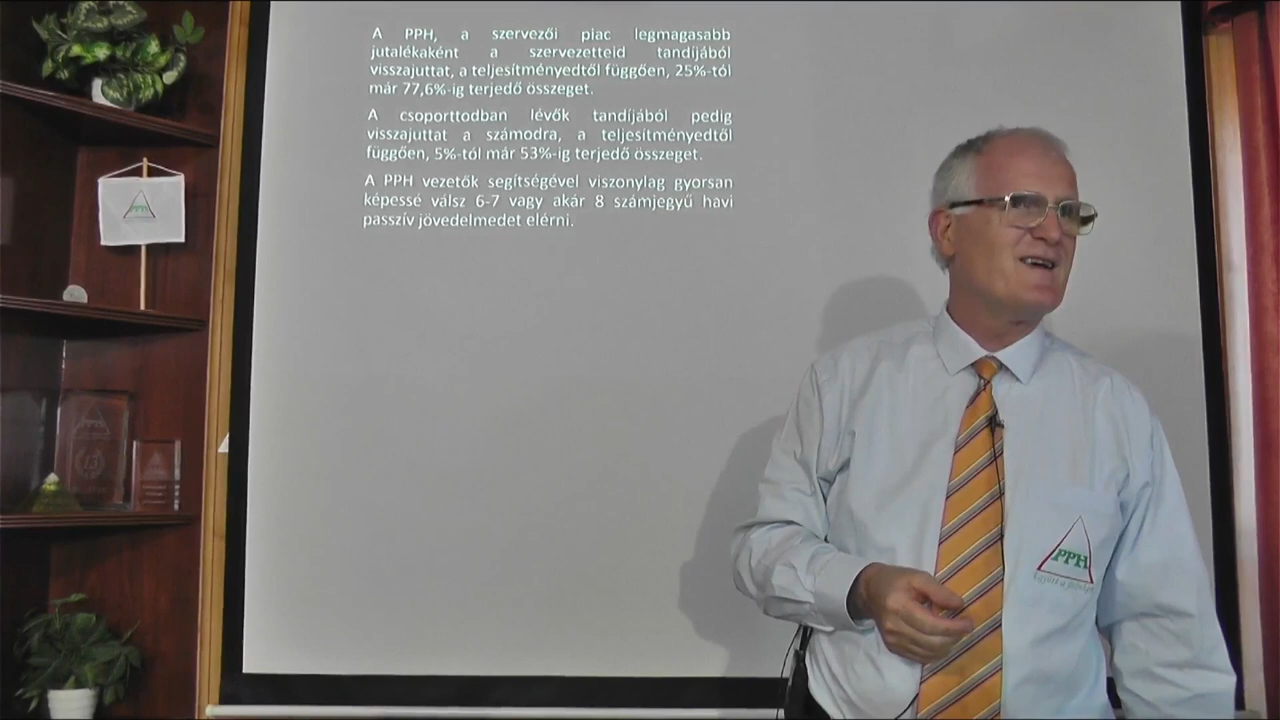 A PPH, a szervezői piac legmagasabb
jutalékaként a szervezetteid tandíjából
visszajuttat, a teljesítményedtől függően, 25%-tól
már 77,6%-ig terjedő összeget.
A csoporttodban lévők tandíjából pedig
visszajuttat a számodra, a teljesítményedtől
függően, 5%-tól már 53%-ig terjedő összeget.
A PPH vezetők segítségével viszonylag gyorsan
képessé válsz 6-7 vagy akár 8 számjegyű havi
passzív jövedelmedet elérni.
PPH
PPH
Együtt a
13